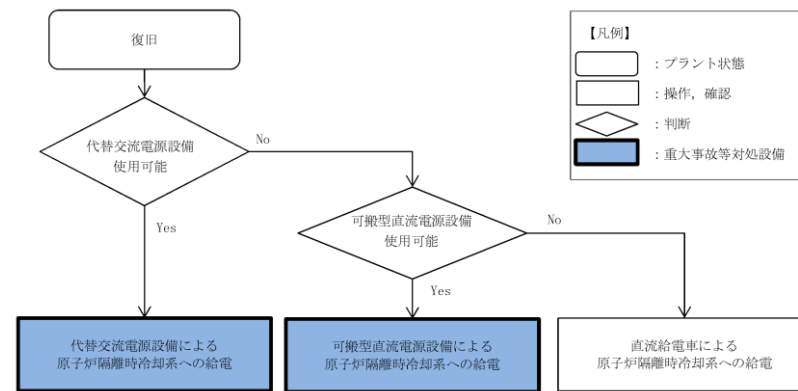 復旧
【凡例】
：プラント状態
：操作，確認
：判断
：重大事故等対処設備
代替交流電源設備
使用可能
No
Yes
可搬型直流電源設備
使用可能
No
Yes
代替交流電源設備による
原子炉隔離時冷却系への給電
可搬型直流電源設備による
原子炉隔離時冷却系への給電
直流給電車による
原子炉隔離時冷却系への給電